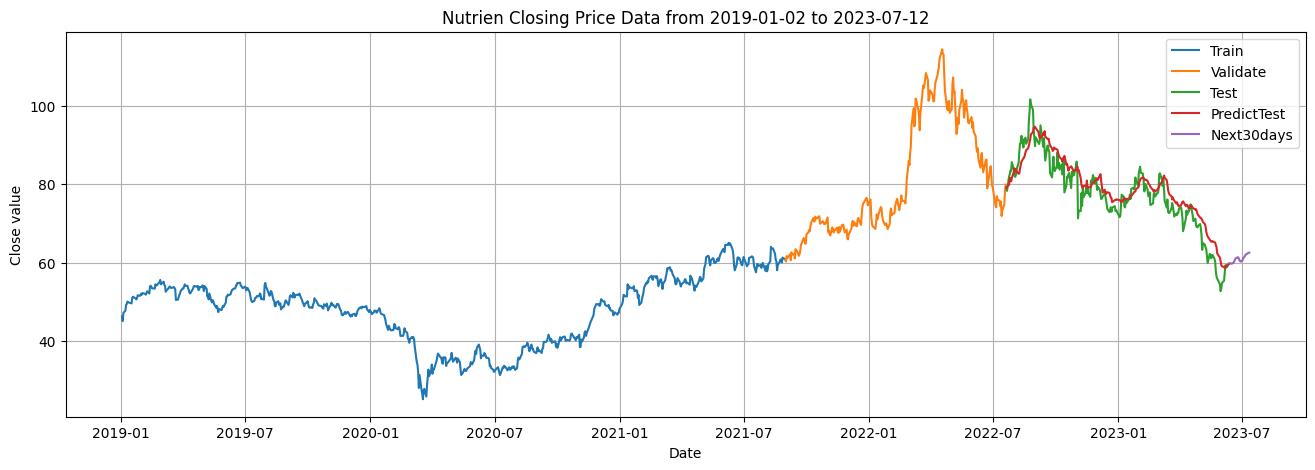 Nutrien Closing Price Data from 2019-01-02 to 2023-07-12
Train
Validate
Test
PredictTest
Next30days
Close value
100
80
60
40
2019-01
2019-07
2020-01
2020-07
2021-01
2021-07
2022-01
2022-07
2023-01
2023-07
Date